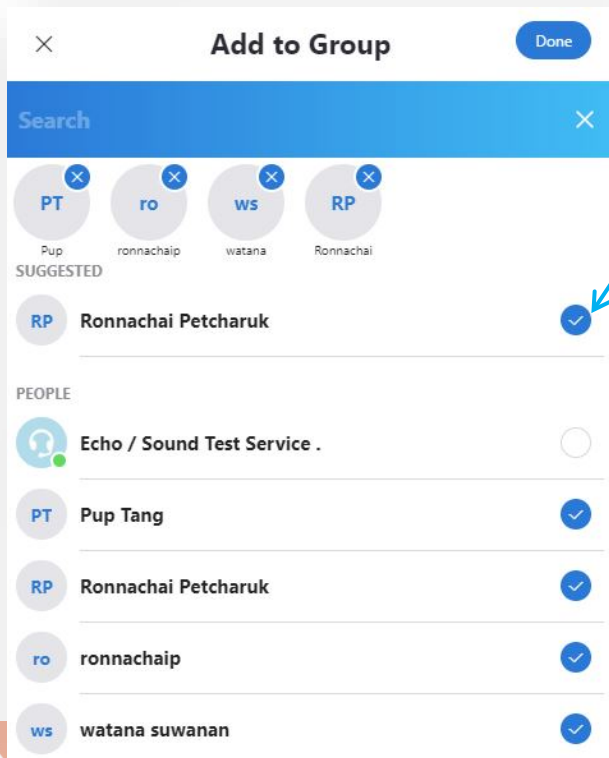 Add to Group
Done
Search
PT ro ws RP
Pup ronnachaip watana Ronnachai
SUGGESTED
RP Ronnachai Petcharuk
PEOPLE
Echo / Sound Test Service .
PT Pup Tang
RP Ronnachai Petcharuk
ro ronnachaip
ws watana suwanan